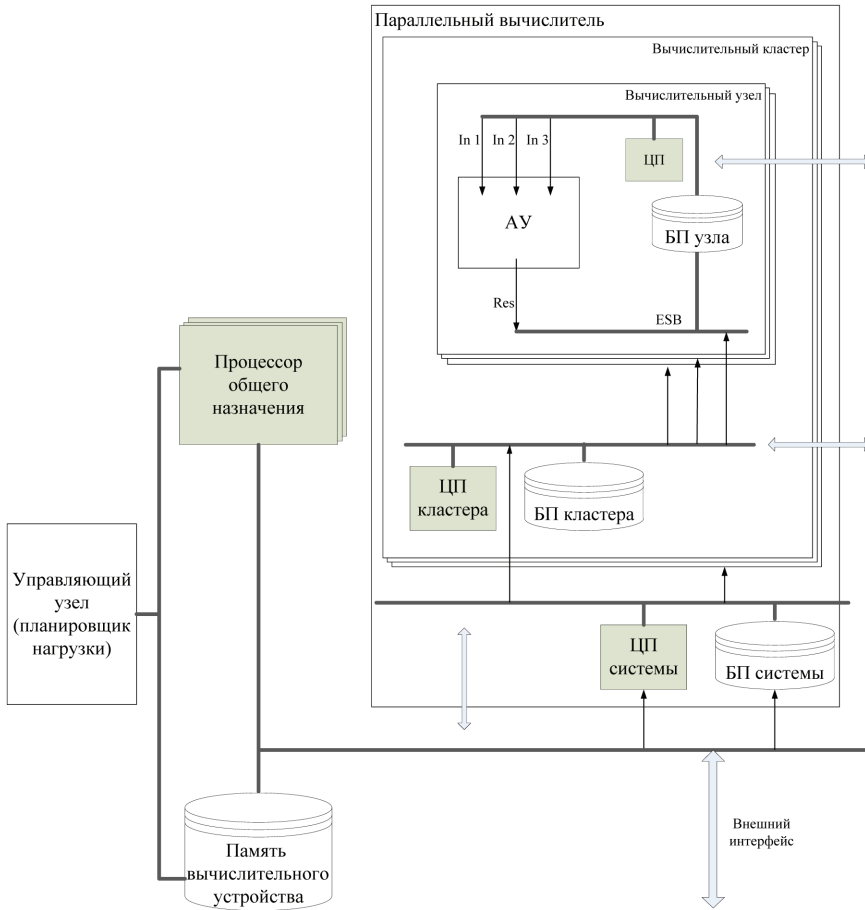 Параллельный вычислитель
Вычислительный кластер
Вычислительный узел
In 1
In 2
In 3
ЦП
АУ
БП узла
Res
ESB
Процессор
общего
назначения
ЦП
кластера
БП кластера
Управляющий
узел
(планировщик
нагрузки)
ЦП
системы
БП системы
Внешний
интерфейс
Память
вычислительного
устройства